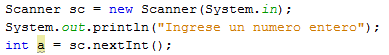 Scanner sc = new Scanner(System.in);
System.out.println("Ingrese un numero entero");
int a = sc.nextInt();